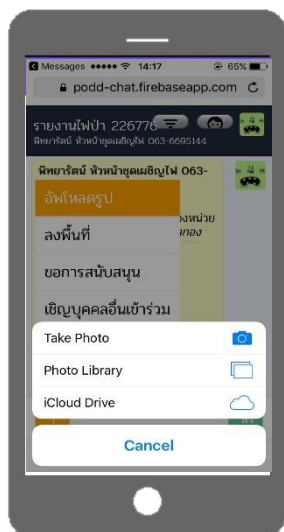 Messages 14:17 65%
podd-chat.firebaseapp.com
รายงานไฟป่า 226776
พิทยารัตน์ หัวหน้าชุดเผชิญไฟ 063-6695144
พิทยารัตน์ หัวหน้าชุดเผชิญไฟ 063-
อัพโหลดรูป
ลงพื้นที่
ขอการสนับสนุน
เชิญบุคคลอื่นเข้าร่วม
Take Photo
Photo Library
iCloud Drive
Cancel